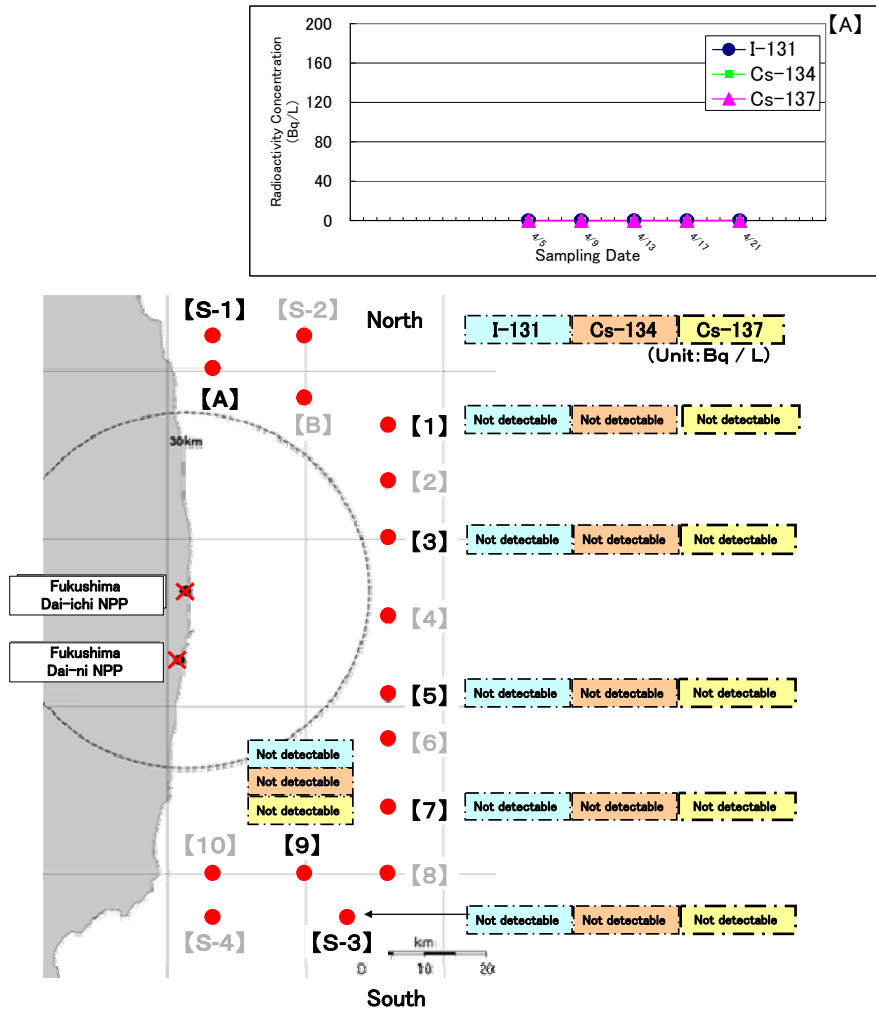 【A】
Radioactivity Concentration
(Bq/L)
200
160
120
80
40
0
I-131
Cs-134
Cs-137
4/5
4/9
4/13
4/17
4/21
Sampling Date
【S-1】
【S-2】
North
I-131
Cs-134
Cs-137
(Unit:Bq / L)
【A】
【B】
【1】
Not detectable
Not detectable
Not detectable
30km
【2】
【3】
Not detectable
Not detectable
Not detectable
Fukushima
Dai-ichi NPP
【4】
Fukushima
Dai-ni NPP
【5】
Not detectable
Not detectable
Not detectable
【6】
Not detectable
Not detectable
Not detectable
【7】
Not detectable
Not detectable
Not detectable
【10】
【9】
【8】
【S-4】
【S-3】
Not detectable
Not detectable
Not detectable
km
0
10
20
South